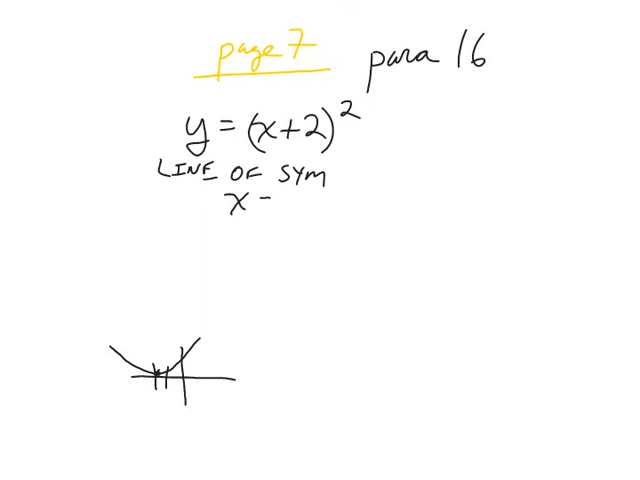 page 7 para 16
y = (x+2)²
LINE OF SYM
x =